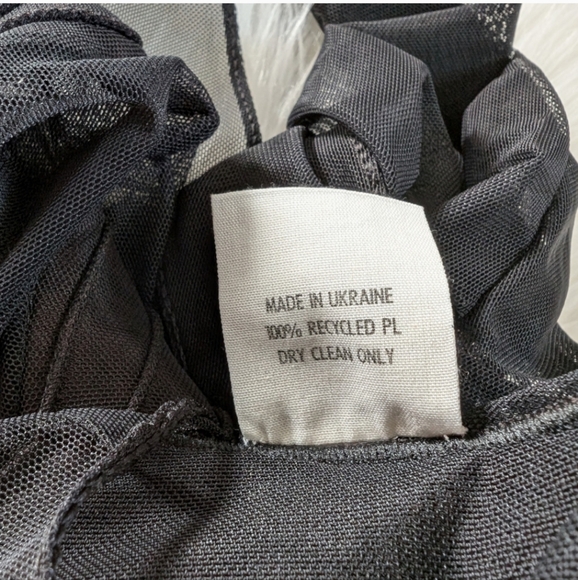 MADE IN UKRAINE
100% RECYCLED PL
DRY CLEAN ONLY